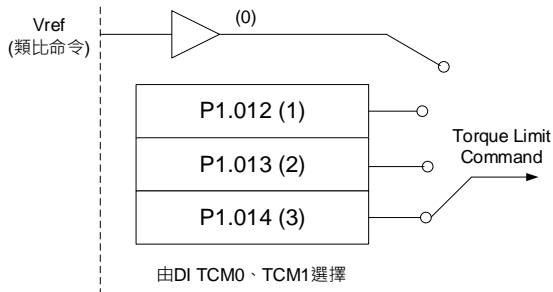 Vref
(類比命令)
(0)
P1.012 (1)
P1.013 (2)
P1.014 (3)
Torque Limit
Command
由DI TCM0、TCM1選擇